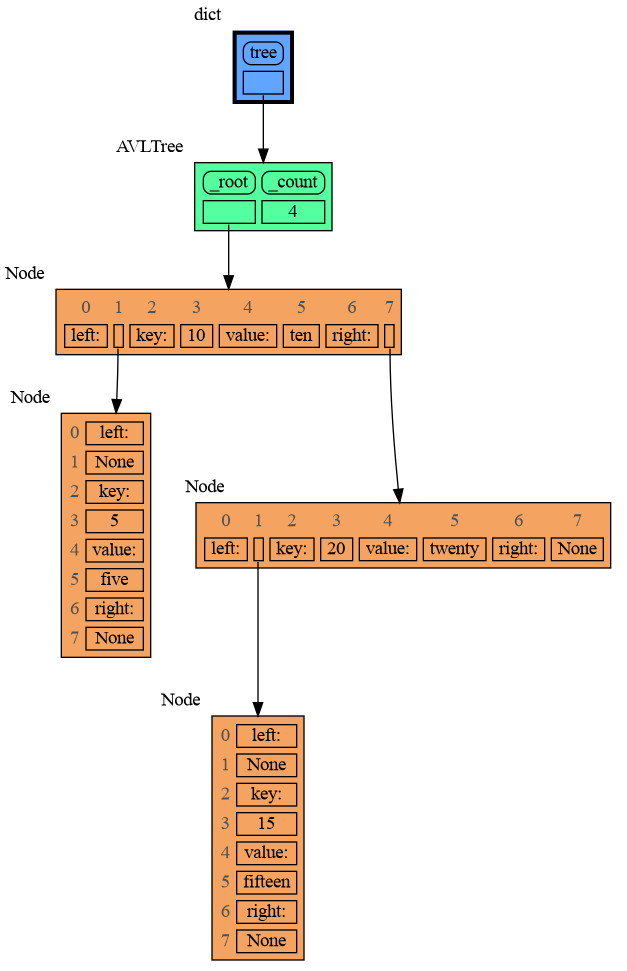 dict
tree
AVLTree
_root _count
4
Node
0 1 2 3 4 5 6 7
left: key: 10 value: ten right:
Node
0 left:
1 None
2 key:
3 5
4 value:
5 five
6 right:
7 None
Node
0 1 2 3 4 5 6 7
left: key: 20 value: twenty right: None
Node
0 left:
1 None
2 key:
3 15
4 value:
5 fifteen
6 right:
7 None